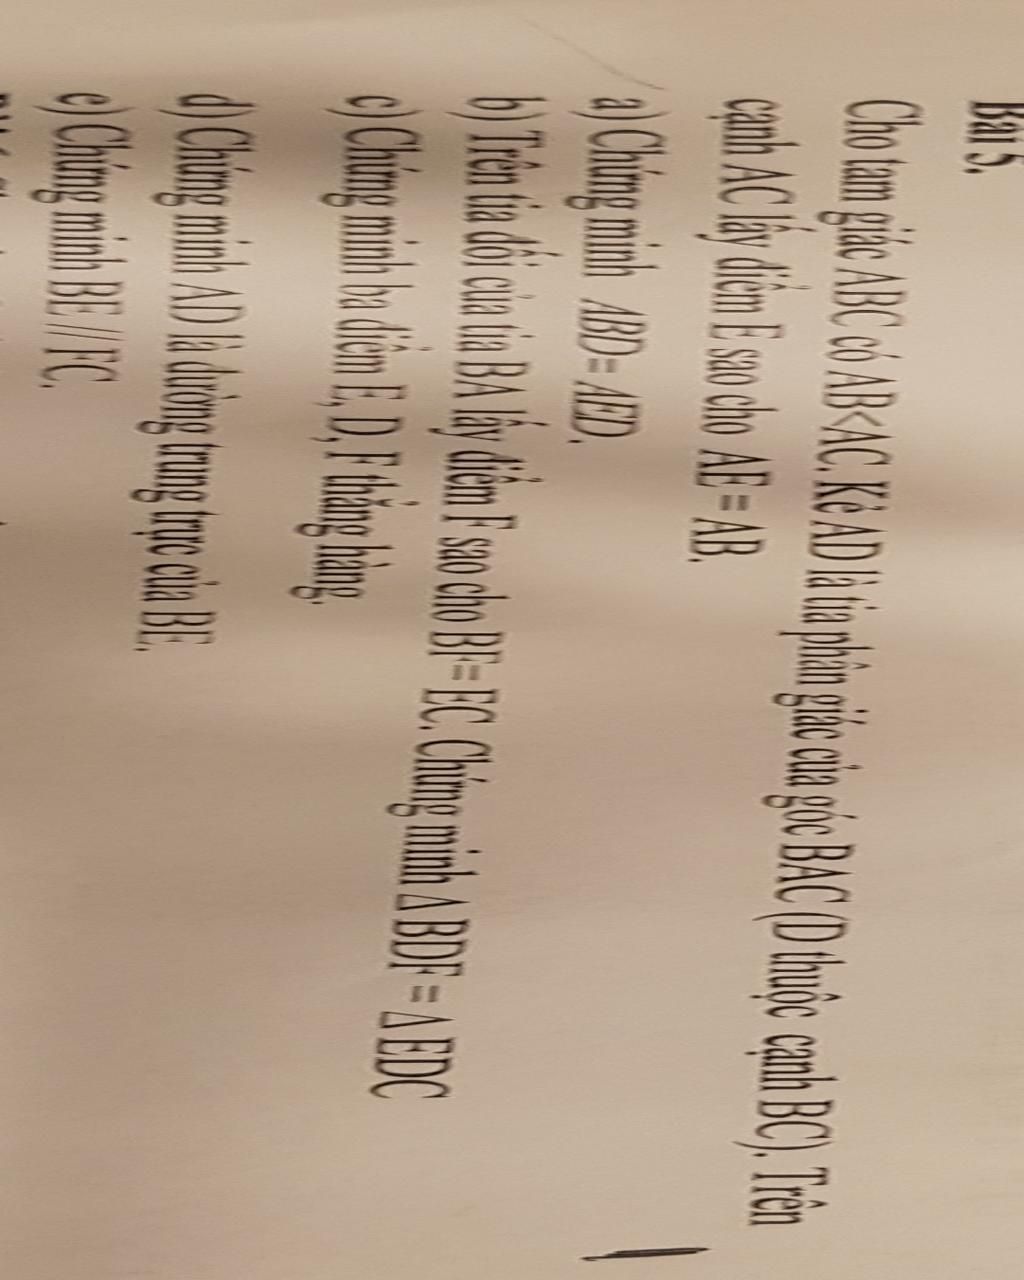 Bài 5.
Cho tam giác ABC có AB<AC. Kẻ AD là tia phân giác của góc BAC (D thuộc cạnh BC). Trên
cạnh AC lấy điểm E sao cho AE = AB.
a) Chứng minh ABD = AED.
b) Trên tia đối của tia BA lấy điểm F sao cho BF= EC. Chứng minh Δ BDF = Δ EDC
c) Chứng minh ba điểm E, D, F thẳng hàng.
d) Chứng minh AD là đường trung trực của BE.
e) Chứng minh BE // FC.